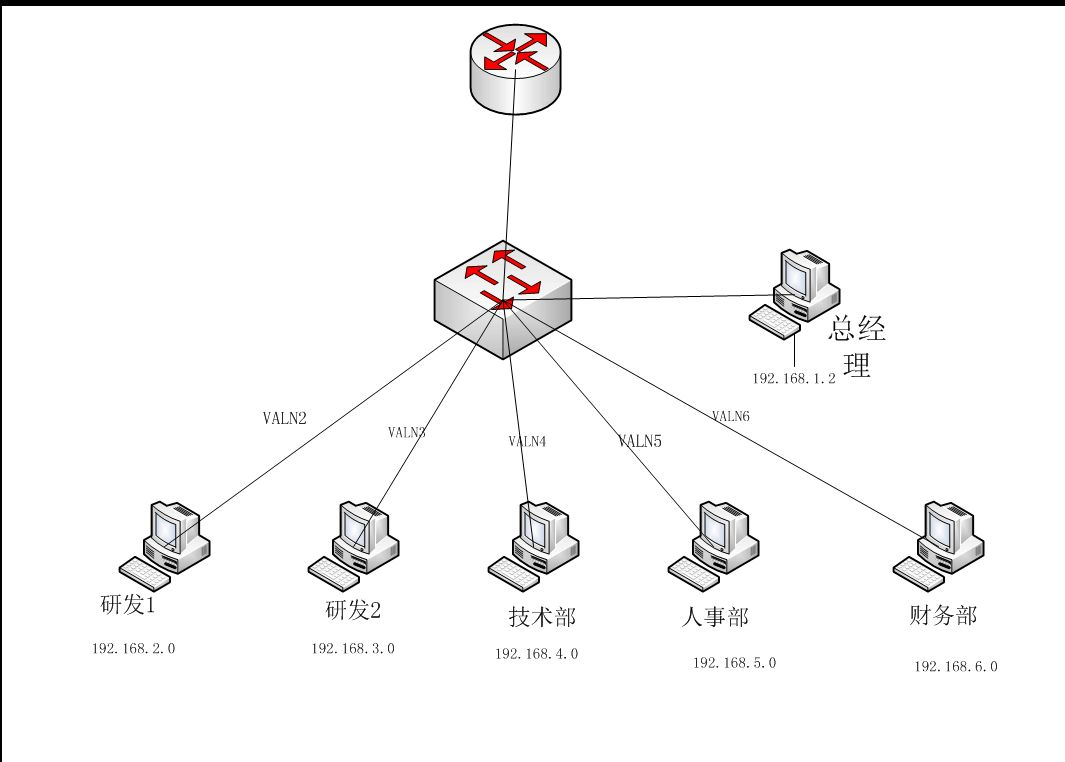 总经
理
192.168.1.2
VALN2
VALN3
VALN4
VALN5
VALN6
研发1
研发2
技术部
人事部
财务部
192.168.2.0
192.168.3.0
192.168.4.0
192.168.5.0
192.168.6.0